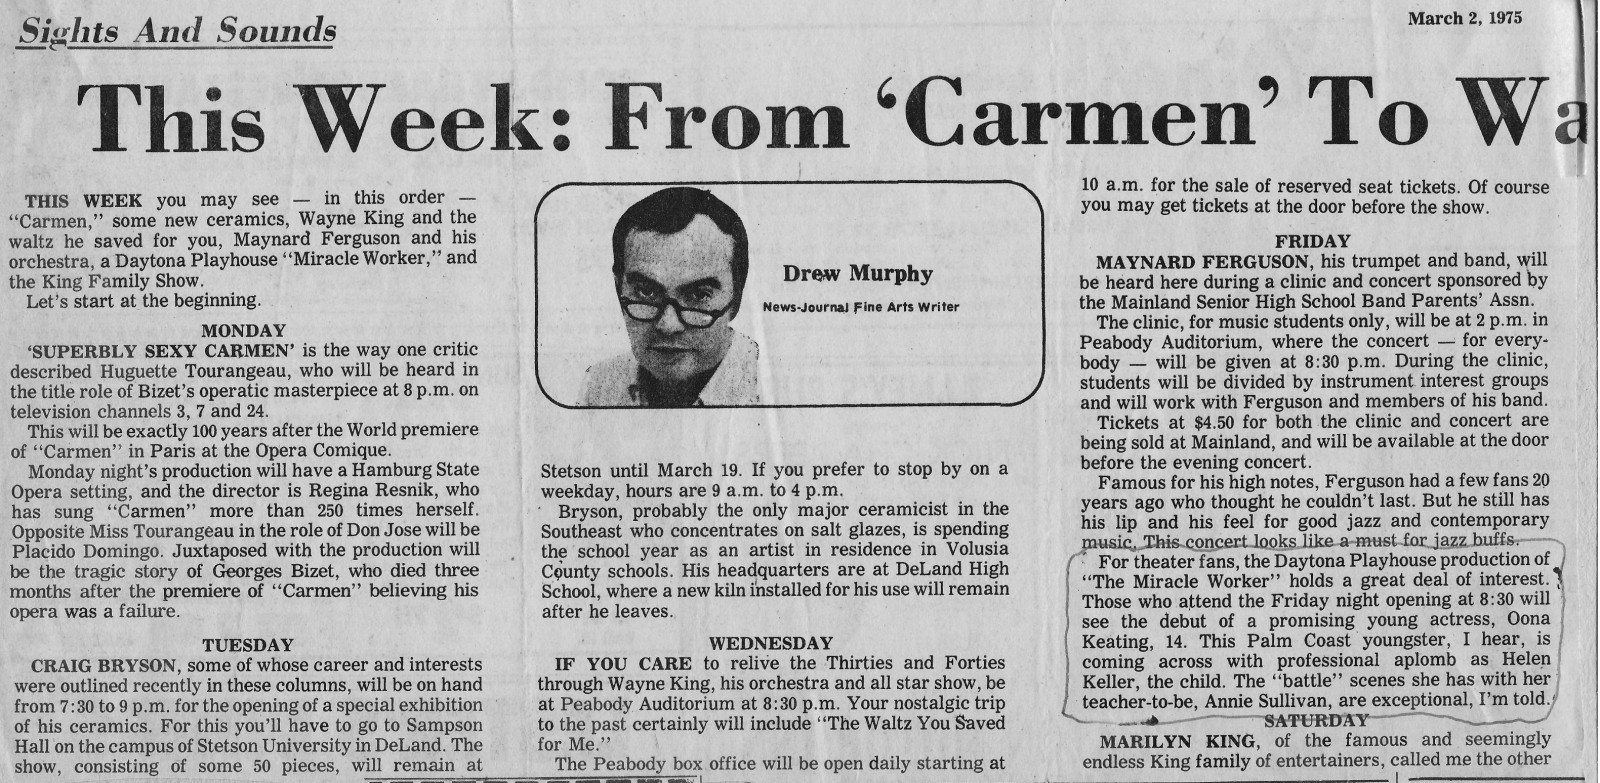 Sights And Sounds
March 2, 1975
This Week: From ‘Carmen’ To Wa
THIS WEEK you may see — in this order —
“Carmen,” some new ceramics, Wayne King and the
waltz he saved for you, Maynard Ferguson and his
orchestra, a Daytona Playhouse “Miracle Worker,” and
the King Family Show.
Let’s start at the beginning.
MONDAY
‘SUPERBLY SEXY CARMEN’ is the way one critic
described Huguette Tourangeau, who will be heard in
the title role of Bizet’s operatic masterpiece at 8 p.m. on
television channels 3, 7 and 24.
This will be exactly 100 years after the World premiere
of “Carmen” in Paris at the Opera Comique.
Monday night’s production will have a Hamburg State
Opera setting, and the director is Regina Resnik, who
has sung “Carmen” more than 250 times herself.
Opposite Miss Tourangeau in the role of Don Jose will be
Placido Domingo. Juxtaposed with the production will
be the tragic story of Georges Bizet, who died three
months after the premiere of “Carmen” believing his
opera was a failure.
TUESDAY
CRAIG BRYSON, some of whose career and interests
were outlined recently in these columns, will be on hand
from 7:30 to 9 p.m. for the opening of a special exhibition
of his ceramics. For this you’ll have to go to Sampson
Hall on the campus of Stetson University in DeLand. The
show, consisting of some 50 pieces, will remain at
Drew Murphy
News-Journal Fine Arts Writer
Stetson until March 19. If you prefer to stop by on a
weekday, hours are 9 a.m. to 4 p.m.
Bryson, probably the only major ceramicist in the
Southeast who concentrates on salt glazes, is spending
the school year as an artist in residence in Volusia
County schools. His headquarters are at DeLand High
School, where a new kiln installed for his use will remain
after he leaves.
WEDNESDAY
IF YOU CARE to relive the Thirties and Forties
through Wayne King, his orchestra and all star show, be
at Peabody Auditorium at 8:30 p.m. Your nostalgic trip
to the past certainly will include “The Waltz You Saved
for Me.”
The Peabody box office will be open daily starting at
10 a.m. for the sale of reserved seat tickets. Of course
you may get tickets at the door before the show.
FRIDAY
MAYNARD FERGUSON, his trumpet and band, will
be heard here during a clinic and concert sponsored by
the Mainland Senior High School Band Parents’ Assn.
The clinic, for music students only, will be at 2 p.m. in
Peabody Auditorium, where the concert — for every-
body — will be given at 8:30 p.m. During the clinic,
students will be divided by instrument interest groups
and will work with Ferguson and members of his band.
Tickets at $4.50 for both the clinic and concert are
being sold at Mainland, and will be available at the door
before the evening concert.
Famous for his high notes, Ferguson had a few fans 20
years ago who thought he couldn’t last. But he still has
his lip and his feel for good jazz and contemporary
music. This concert looks like a must for jazz buffs.
For theater fans, the Daytona Playhouse production of
“The Miracle Worker” holds a great deal of interest.
Those who attend the Friday night opening at 8:30 will
see the debut of a promising young actress, Oona
Keating, 14. This Palm Coast youngster, I hear, is
coming across with professional aplomb as Helen
Keller, the child. The “battle” scenes she has with her
teacher-to-be, Annie Sullivan, are exceptional, I’m told.
SATURDAY
MARILYN KING, of the famous and seemingly
endless King family of entertainers, called me the other